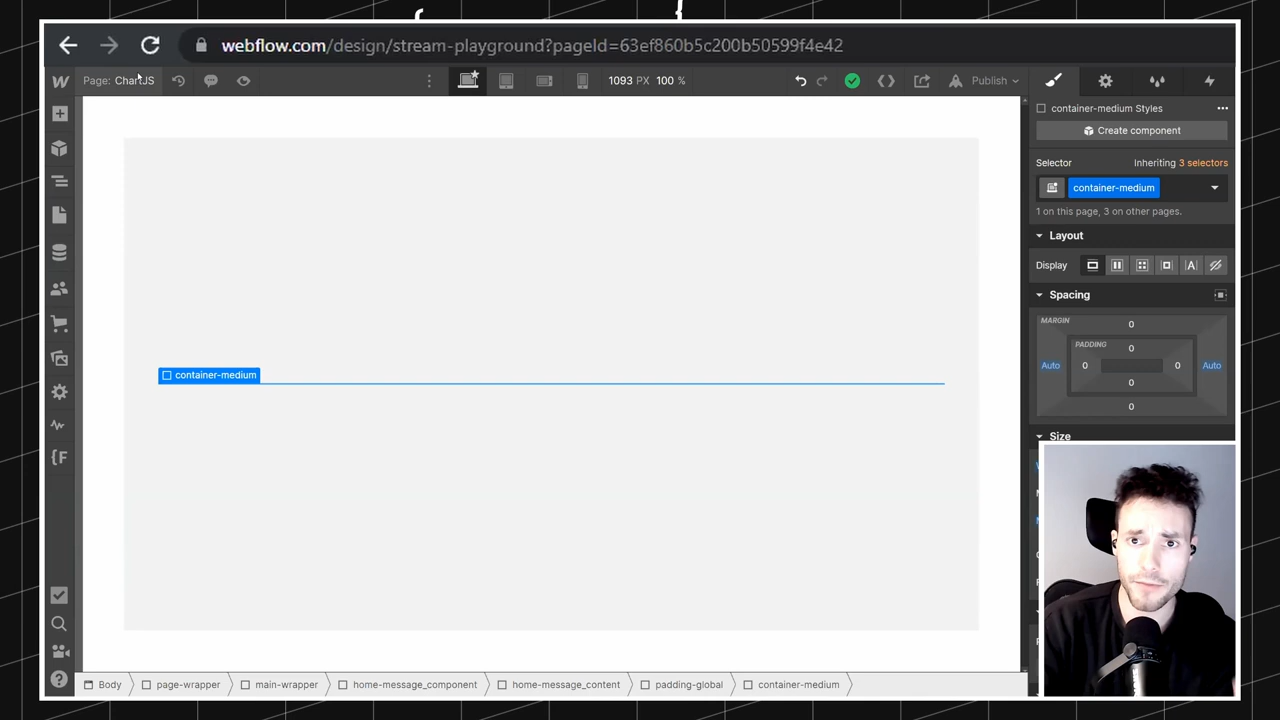 webflow.com/design/stream-playground?pageId=63ef860b5c200b50599f4e42
Page: ChartJS
1093 PX 100 %
Publish
container-medium Styles
Create component
Selector
Inheriting 3 selectors
container-medium
1 on this page, 3 on other pages.
Layout
Display
Spacing
MARGIN
0
PADDING
0
Auto
0
0
Auto
0
0
container-medium
Size
Body
page-wrapper
main-wrapper
home-message_component
home-message_content
padding-global
container-medium